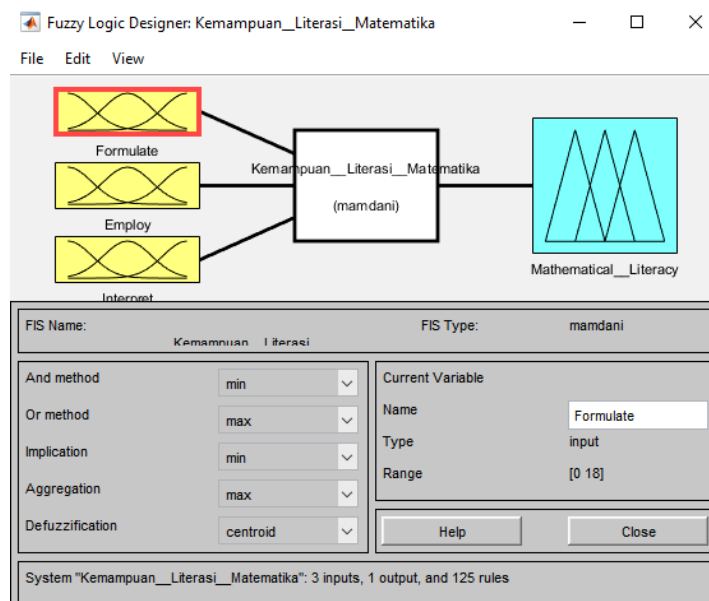 Fuzzy Logic Designer: Kemampuan__Literasi__Matematika
File Edit View
Formulate
Employ
Interpret
Kemampuan__Literasi__Matematika
(mamdani)
Mathematical__Literacy
FIS Name:
Kemampuan__Literasi
FIS Type:
mamdani
And method
min
Or method
max
Implication
min
Aggregation
max
Defuzzification
centroid
Current Variable
Name
Formulate
Type
input
Range
[0 18]
Help
Close
System "Kemampuan__Literasi__Matematika": 3 inputs, 1 output, and 125 rules